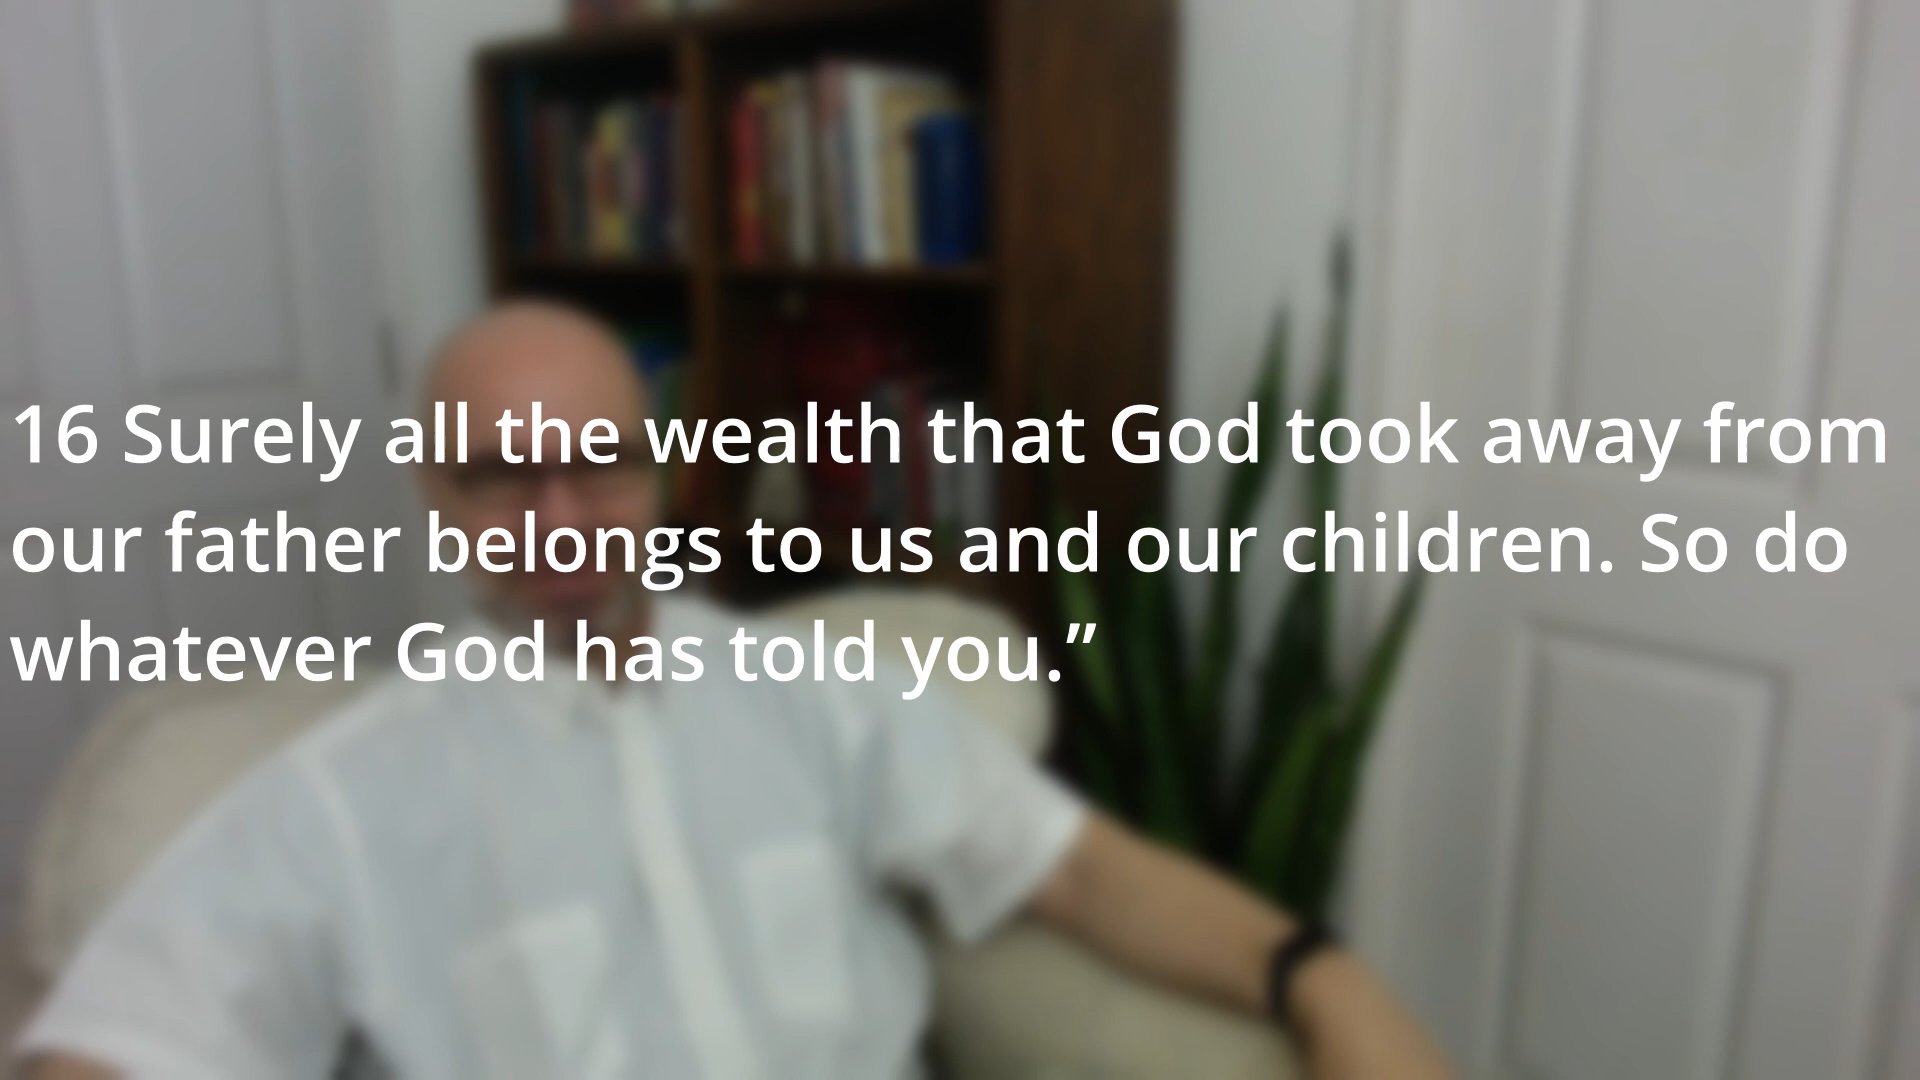 16 Surely all the wealth that God took away from
our father belongs to us and our children. So do
whatever God has told you.”